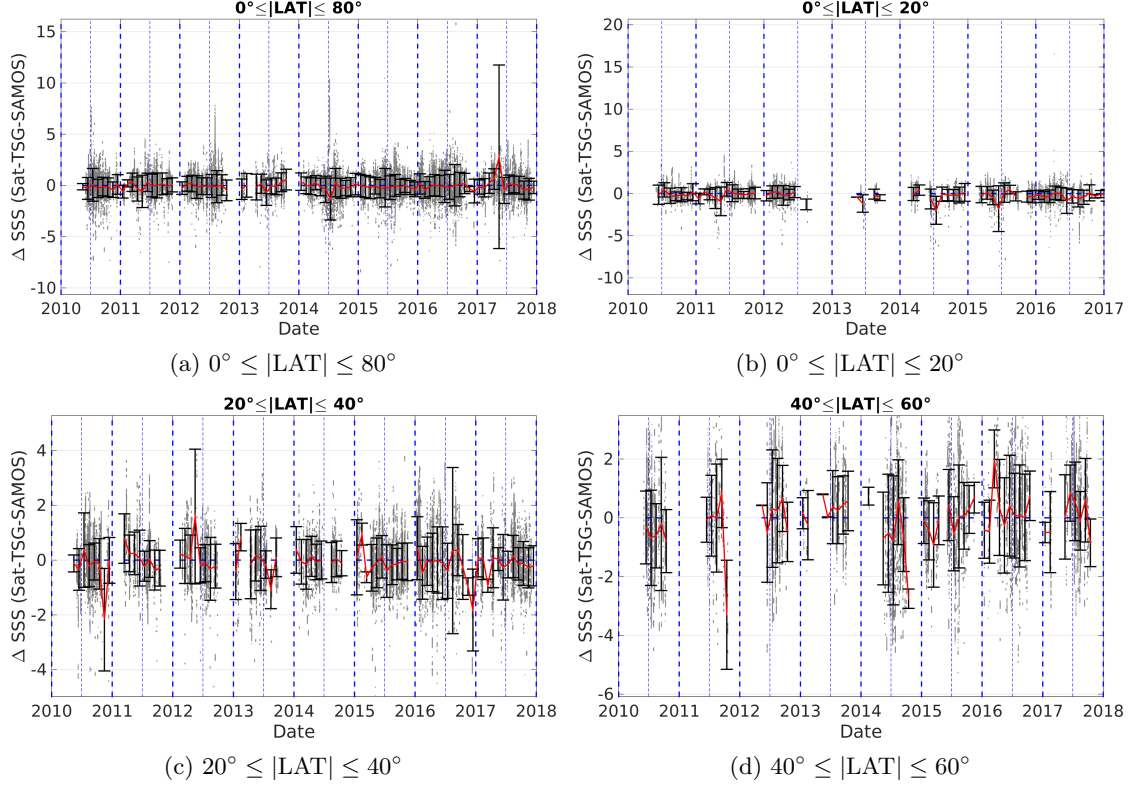 0°≤|LAT|≤ 80°
Δ SSS (Sat-TSG-SAMOS)
15
10
5
0
-5
-10
2010 2011 2012 2013 2014 2015 2016 2017 2018
Date
(a) 0° ≤ |LAT| ≤ 80°
0°≤|LAT|≤ 20°
Δ SSS (Sat-TSG-SAMOS)
20
15
10
5
0
-5
-10
2010 2011 2012 2013 2014 2015 2016 2017
Date
(b) 0° ≤ |LAT| ≤ 20°
20°≤|LAT|≤ 40°
Δ SSS (Sat-TSG-SAMOS)
4
2
0
-2
-4
2010 2011 2012 2013 2014 2015 2016 2017 2018
Date
(c) 20° ≤ |LAT| ≤ 40°
40°≤|LAT|≤ 60°
Δ SSS (Sat-TSG-SAMOS)
2
0
-2
-4
-6
2010 2011 2012 2013 2014 2015 2016 2017 2018
Date
(d) 40° ≤ |LAT| ≤ 60°